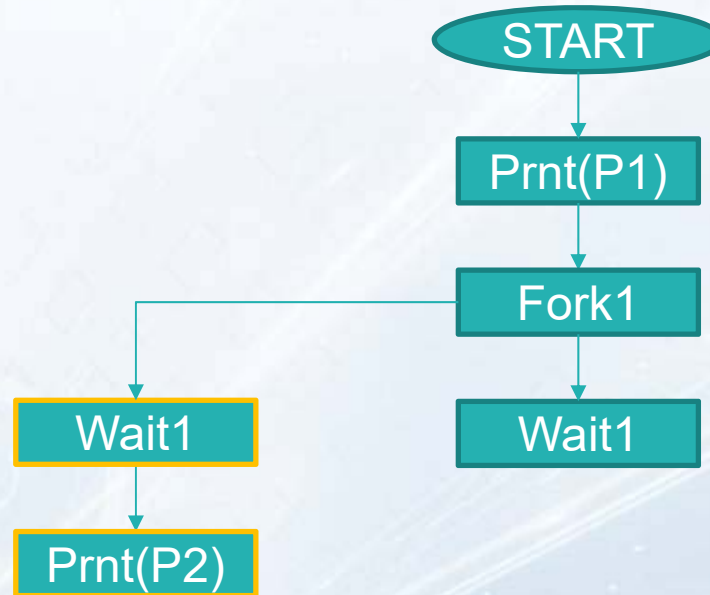 START
Prnt(P1)
Fork1
Wait1
Wait1
Prnt(P2)